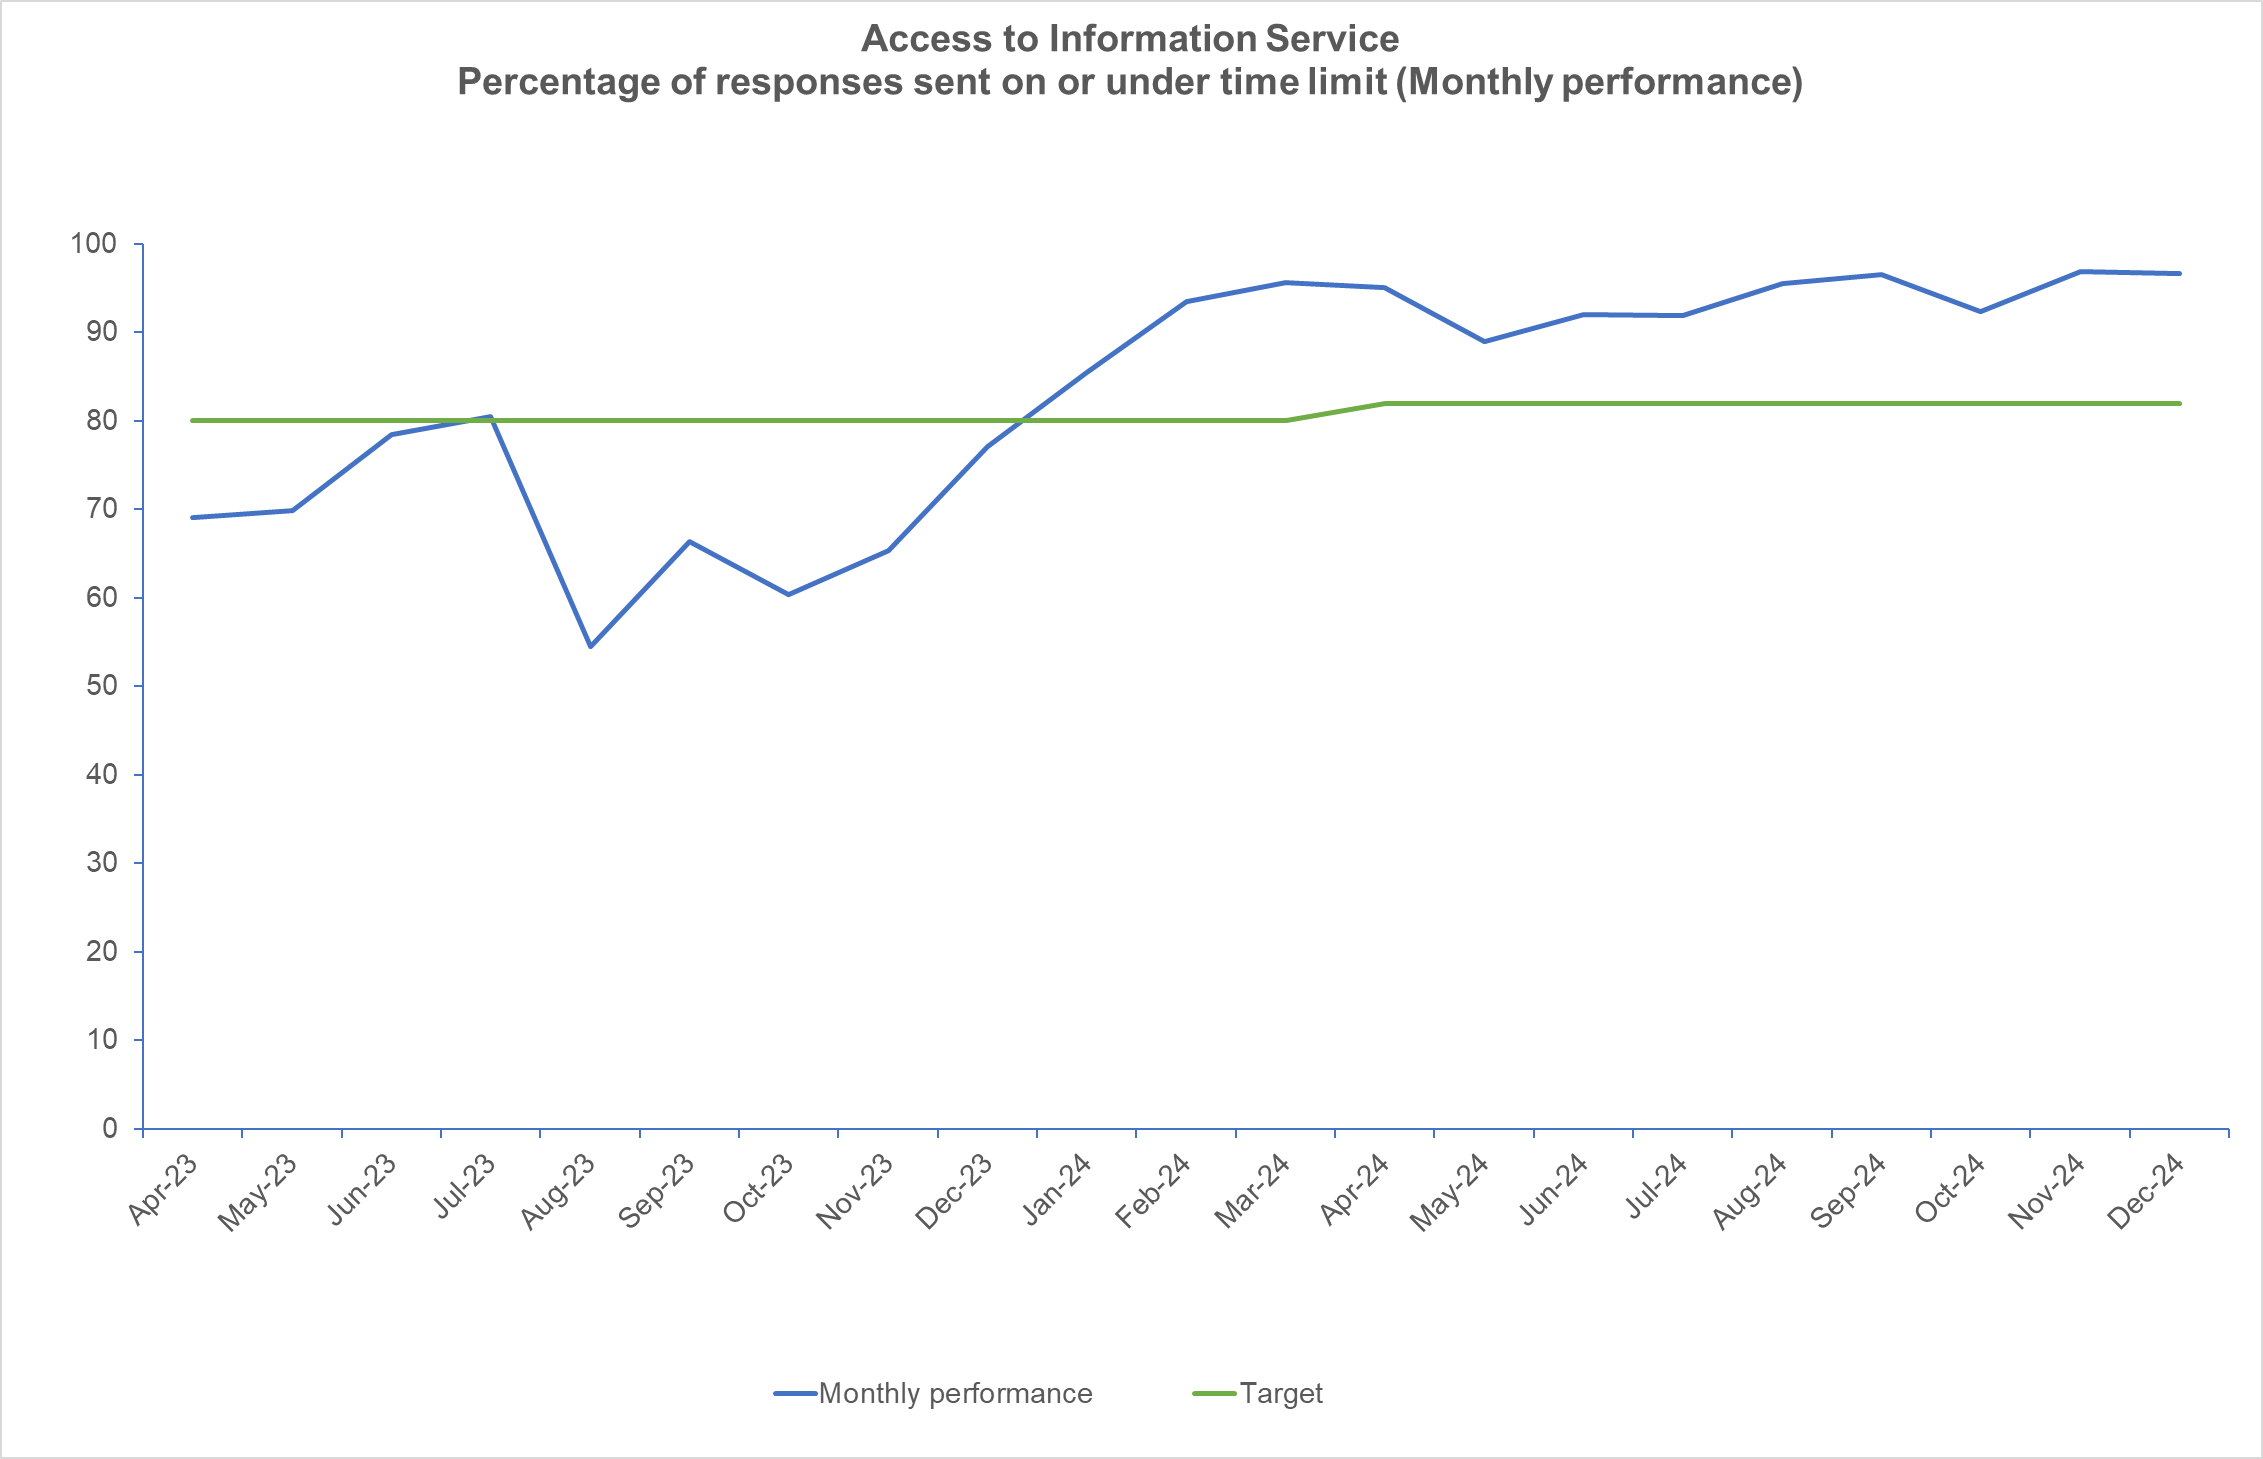 Access to Information Service
Percentage of responses sent on or under time limit (Monthly performance)
100
90
80
70
60
50
40
30
20
10
0
Apr-23
May-23
Jun-23
Jul-23
Aug-23
Sep-23
Oct-23
Nov-23
Dec-23
Jan-24
Feb-24
Mar-24
Apr-24
May-24
Jun-24
Jul-24
Aug-24
Sep-24
Oct-24
Nov-24
Dec-24
Monthly performance
Target